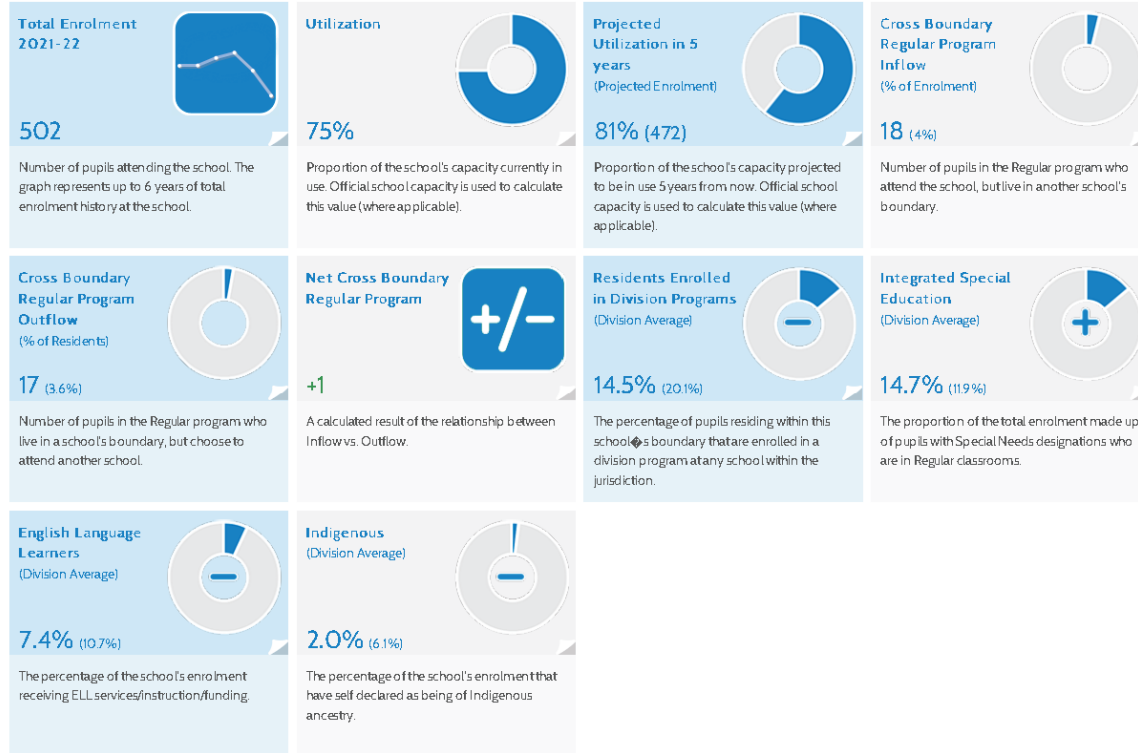 Total Enrolment
2021-22
502
Number of pupils attending the school. The
graph represents up to 6 years of total
enrolment history at the school.
Utilization
75%
Proportion of the school's capacity currently in
use. Official school capacity is used to calculate
this value (where applicable).
Projected
Utilization in 5
years
(Projected Enrolment)
81% (472)
Proportion of the school's capacity projected
to be in use 5 years from now. Official school
capacity is used to calculate this value (where
applicable).
Cross Boundary
Regular Program
Inflow
(% of Enrolment)
18 (4%)
Number of pupils in the Regular program who
attend the school, but live in another school's
boundary.
Cross Boundary
Regular Program
Outflow
(% of Residents)
17 (3.6%)
Number of pupils in the Regular program who
live in a school's boundary, but choose to
attend another school.
Net Cross Boundary
Regular Program
+/-
+1
A calculated result of the relationship between
Inflow vs. Outflow.
Residents Enrolled
in Division Programs
(Division Average)
14.5% (20.1%)
The percentage of pupils residing within this
school�s boundary that are enrolled in a
division program at any school within the
jurisdiction.
Integrated Special
Education
(Division Average)
14.7% (11.9%)
The proportion of the total enrolment made up
of pupils with Special Needs designations who
are in Regular classrooms.
English Language
Learners
(Division Average)
7.4% (10.7%)
The percentage of the school's enrolment
receiving ELL services/instruction/funding.
Indigenous
(Division Average)
2.0% (6.1%)
The percentage of the school's enrolment that
have self declared as being of Indigenous
ancestry.